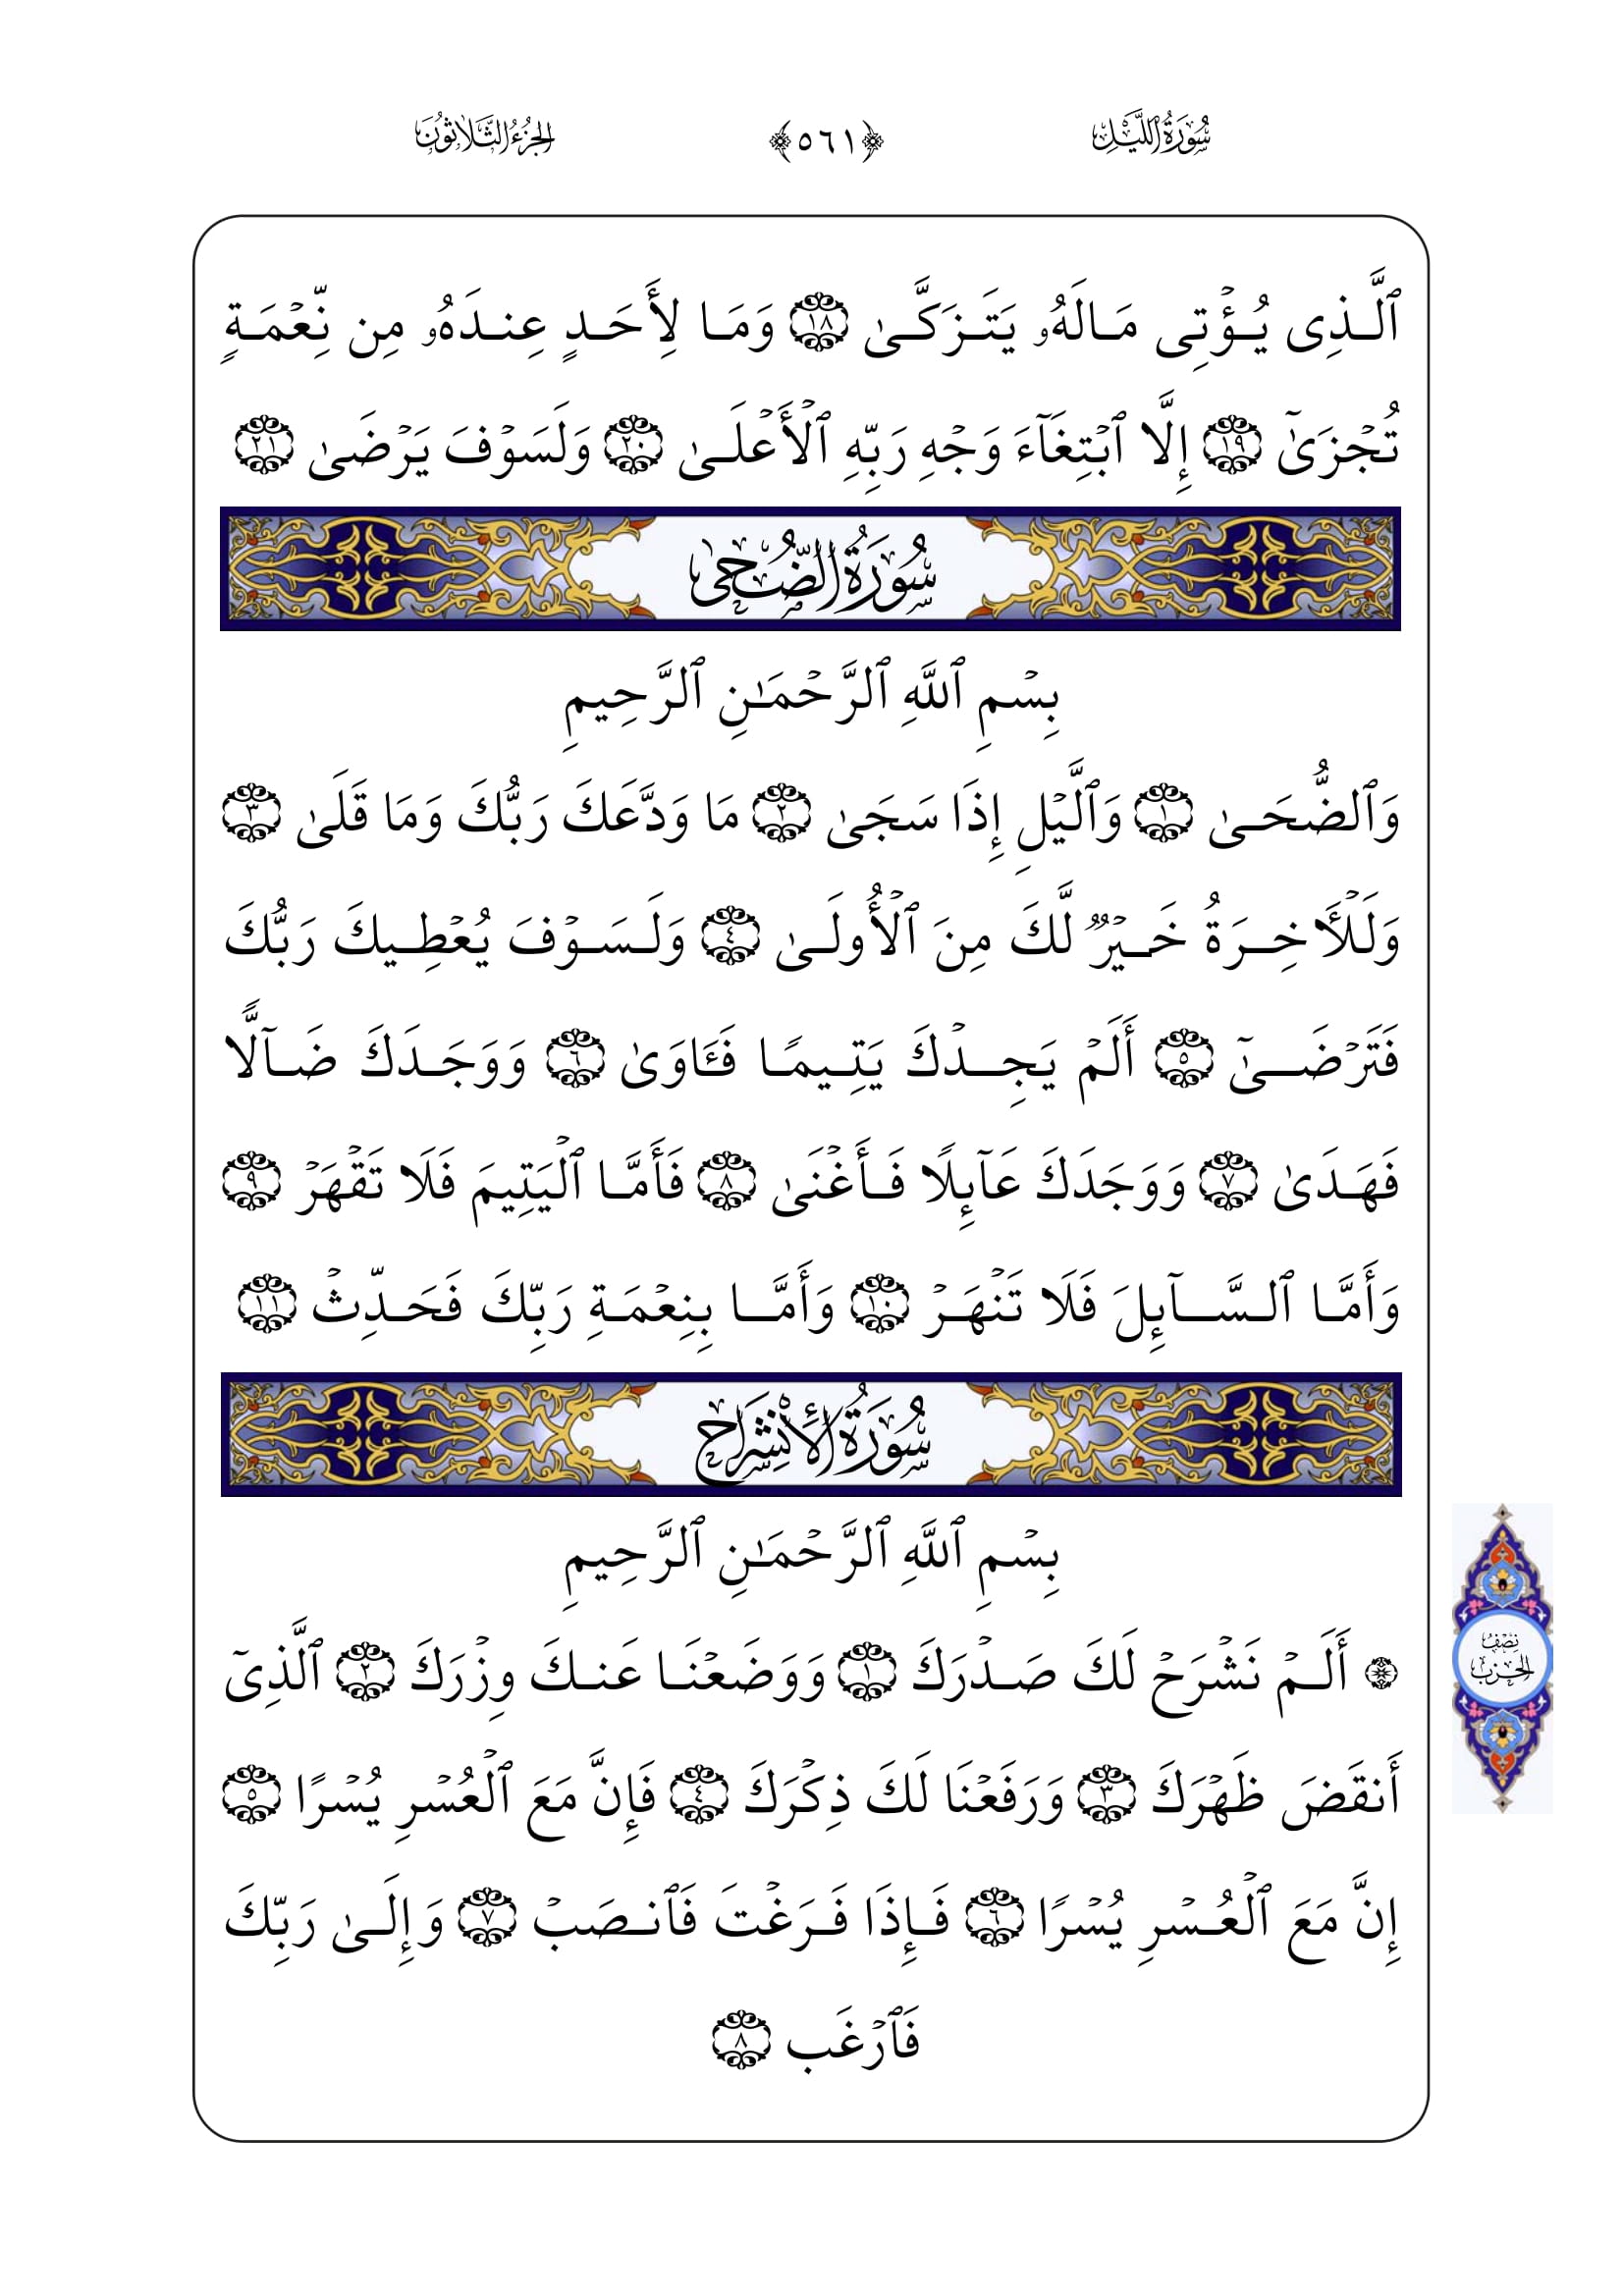 سُورَةُ ٱللَّيْلِ ﴿٥٦١﴾ الجُزْءُ الثَّلَاثُونَ
ٱلَّذِى يُؤۡتِى مَالَهُۥ يَتَزَكَّىٰ ١٨ وَمَا لِأَحَدٍ عِندَهُۥ مِن نِّعۡمَةٍ
تُجۡزَىٰٓ ١٩ إِلَّا ٱبۡتِغَآءَ وَجۡهِ رَبِّهِ ٱلۡأَعۡلَىٰ ٢٠ وَلَسَوۡفَ يَرۡضَىٰ ٢١
سُورَةُ الضُّحَىٰ
بِسۡمِ ٱللَّهِ ٱلرَّحۡمَـٰنِ ٱلرَّحِيمِ
وَٱلضُّحَىٰ ١ وَٱلَّيۡلِ إِذَا سَجَىٰ ٢ مَا وَدَّعَكَ رَبُّكَ وَمَا قَلَىٰ ٣
وَلَلۡأَخِرَةُ خَيۡرٌ لَّكَ مِنَ ٱلۡأُولَىٰ ٤ وَلَسَوۡفَ يُعۡطِيكَ رَبُّكَ
فَتَرۡضَىٰٓ ٥ أَلَمۡ يَجِدۡكَ يَتِيمًا فَـَٔاوَىٰ ٦ وَوَجَدَكَ ضَآلًّا
فَهَدَىٰ ٧ وَوَجَدَكَ عَآئِلًا فَأَغۡنَىٰ ٨ فَأَمَّا ٱلۡيَتِيمَ فَلَا تَقۡهَرۡ ٩
وَأَمَّا ٱلسَّآئِلَ فَلَا تَنۡهَرۡ ١٠ وَأَمَّا بِنِعۡمَةِ رَبِّكَ فَحَدِّثۡ ١١
سُورَةُ الْإِنْشِرَاحِ
بِسۡمِ ٱللَّهِ ٱلرَّحۡمَـٰنِ ٱلرَّحِيمِ
۞ أَلَمۡ نَشۡرَحۡ لَكَ صَدۡرَكَ ١ وَوَضَعۡنَا عَنكَ وِزۡرَكَ ٢ ٱلَّذِىٓ
نِصْفُ
الحِزْب
أَنقَضَ ظَهۡرَكَ ٣ وَرَفَعۡنَا لَكَ ذِكۡرَكَ ٤ فَإِنَّ مَعَ ٱلۡعُسۡرِ يُسۡرًا ٥
إِنَّ مَعَ ٱلۡعُسۡرِ يُسۡرًا ٦ فَإِذَا فَرَغۡتَ فَٱنصَبۡ ٧ وَإِلَىٰ رَبِّكَ
فَٱرۡغَب ٨